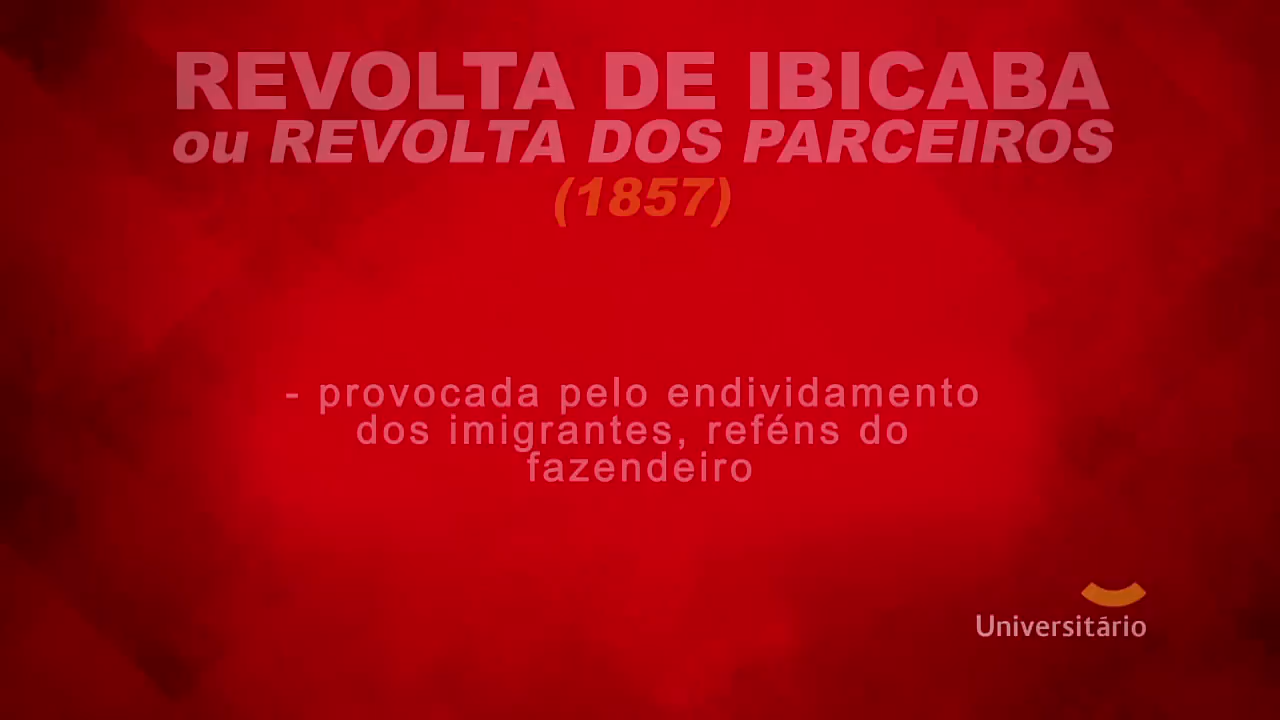 REVOLTA DE IBICABA
ou REVOLTA DOS PARCEIROS
(1857)
- provocada pelo endividamento
dos imigrantes, reféns do
fazendeiro
Universitário